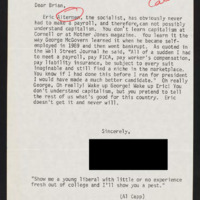 Dear Brian,
Eric Alterman, the socialist, has obviously never
had to make a payroll, and therefore, can not possibly
understand capitalism. You don't learn capitalism at
Cornell or at Mother Jones magazine. You learn it the
way George McGovern learned it when he became self-
employed in 1989 and then went bankrupt. As quoted in
the Wall Street Journal he said, "All of a sudden I had
to meet a payroll, pay FICA, pay worker's compensation,
pay liability insurance, be subject to every suit
imaginable and still find a niche in the marketplace.
You know if I had done this before I ran for president
I would have made a much better candidate." Oh really
George, Oh really! Wake up George! Wake up Eric! You
don't understand capitalism, but you pretend to tell
the rest of us what's good for this country. (Eric
doesn't get it and never will).
Sincerely,
"Show me a young liberal with little or no experience
fresh out of college and I'll show you a pest."
(Al Capp)